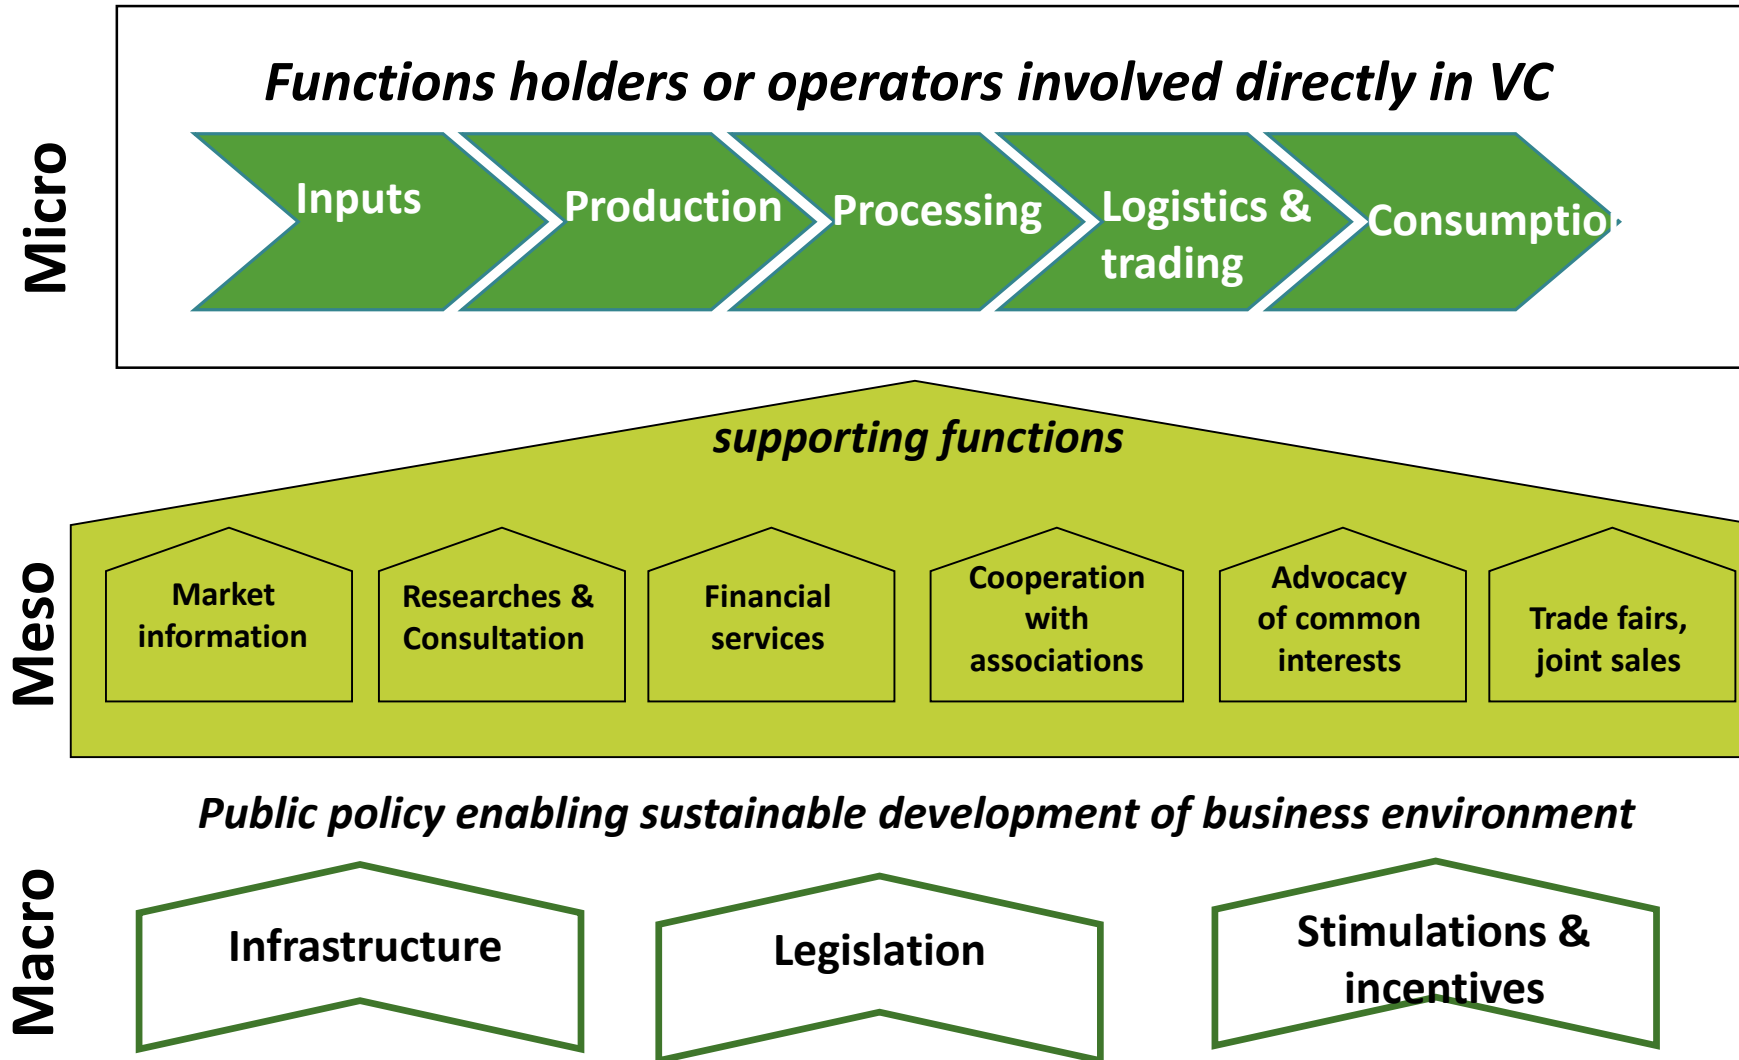 Micro
Functions holders or operators involved directly in VC
Inputs
Production
Processing
Logistics &
trading
Consumption
Meso
supporting functions
Market
information
Researches &
Consultation
Financial
services
Cooperation
with
associations
Advocacy
of common
interests
Trade fairs,
joint sales
Macro
Public policy enabling sustainable development of business environment
Infrastructure
Legislation
Stimulations &
incentives